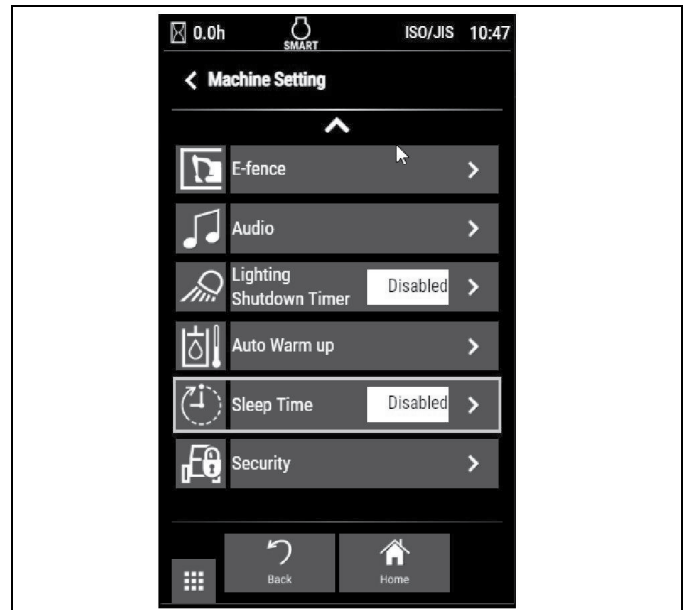 0.0h SMART ISO/JIS 10:47
Machine Setting
E-fence
Audio
Lighting
Shutdown Timer Disabled
Auto Warm up
Sleep Time Disabled
Security
Back Home